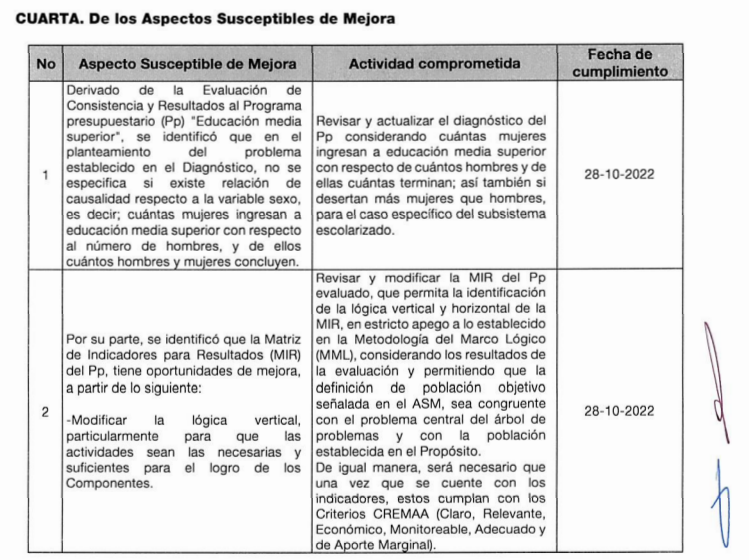 CUARTA. De los Aspectos Susceptibles de Mejora
No
Aspecto Susceptible de Mejora
Actividad comprometida
Fecha de
cumplimiento
1
Derivado de la Evaluación de
Consistencia y Resultados al Programa
presupuestario (Pp) "Educación media
superior", se identificó que en el
planteamiento del problema
establecido en el Diagnóstico, no se
especifica si existe relación de
causalidad respecto a la variable sexo,
es decir; cuántas mujeres ingresan a
educación media superior con respecto
al número de hombres, y de ellos
cuántos hombres y mujeres concluyen.
Revisar y actualizar el diagnóstico del
Pp considerando cuántas mujeres
ingresan a educación media superior
con respecto de cuántos hombres y de
ellas cuántas terminan; así también si
desertan más mujeres que hombres,
para el caso específico del subsistema
escolarizado.
28-10-2022
2
Por su parte, se identificó que la Matriz
de Indicadores para Resultados (MIR)
del Pp, tiene oportunidades de mejora,
a partir de lo siguiente:
-Modificar la lógica vertical,
particularmente para que las
actividades sean las necesarias y
suficientes para el logro de los
Componentes.
Revisar y modificar la MIR del Pp
evaluado, que permita la identificación
de la lógica vertical y horizontal de la
MIR, en estricto apego a lo establecido
en la Metodología del Marco Lógico
(MML), considerando los resultados de
la evaluación y permitiendo que la
definición de población objetivo
señalada en el ASM, sea congruente
con el problema central del árbol de
problemas y con la población
establecida en el Propósito.
De igual manera, será necesario que
una vez que se cuente con los
indicadores, estos cumplan con los
Criterios CREMAA (Claro, Relevante,
Económico, Monitoreable, Adecuado y
de Aporte Marginal).
28-10-2022